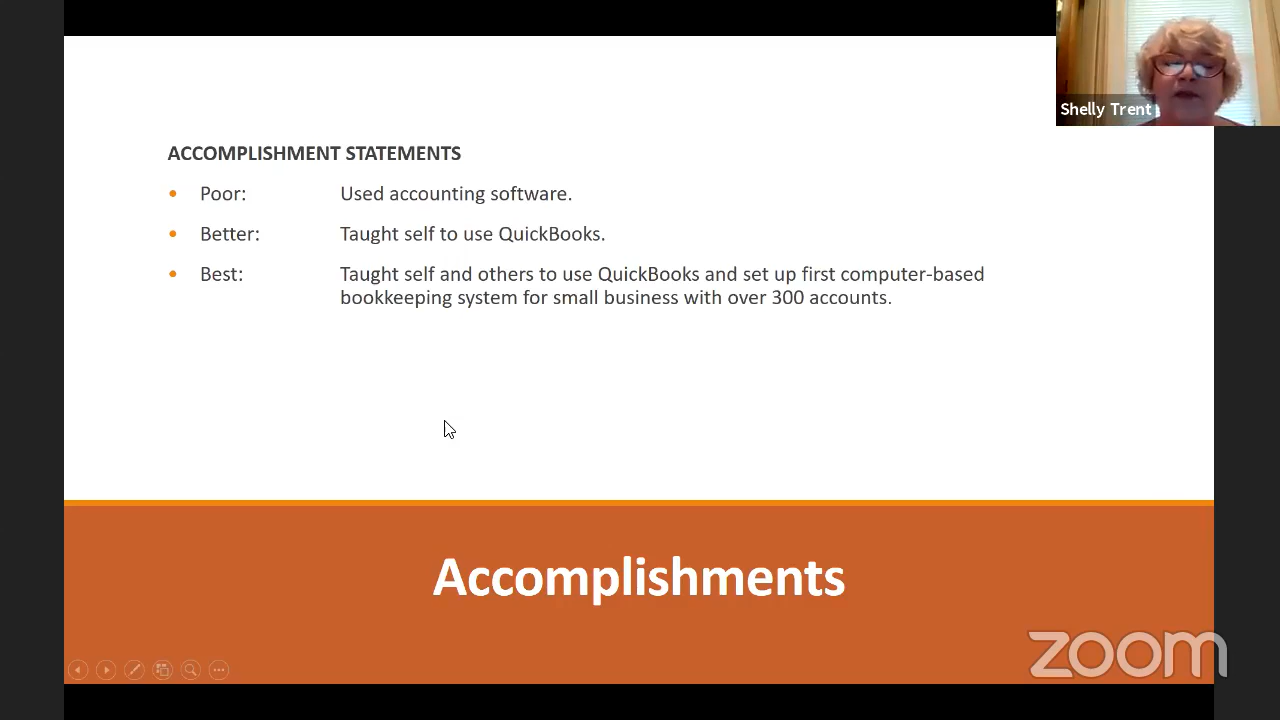 Shelly Trent
ACCOMPLISHMENT STATEMENTS
• Poor: Used accounting software.
• Better: Taught self to use QuickBooks.
• Best: Taught self and others to use QuickBooks and set up first computer-based
bookkeeping system for small business with over 300 accounts.
Accomplishments
zoom